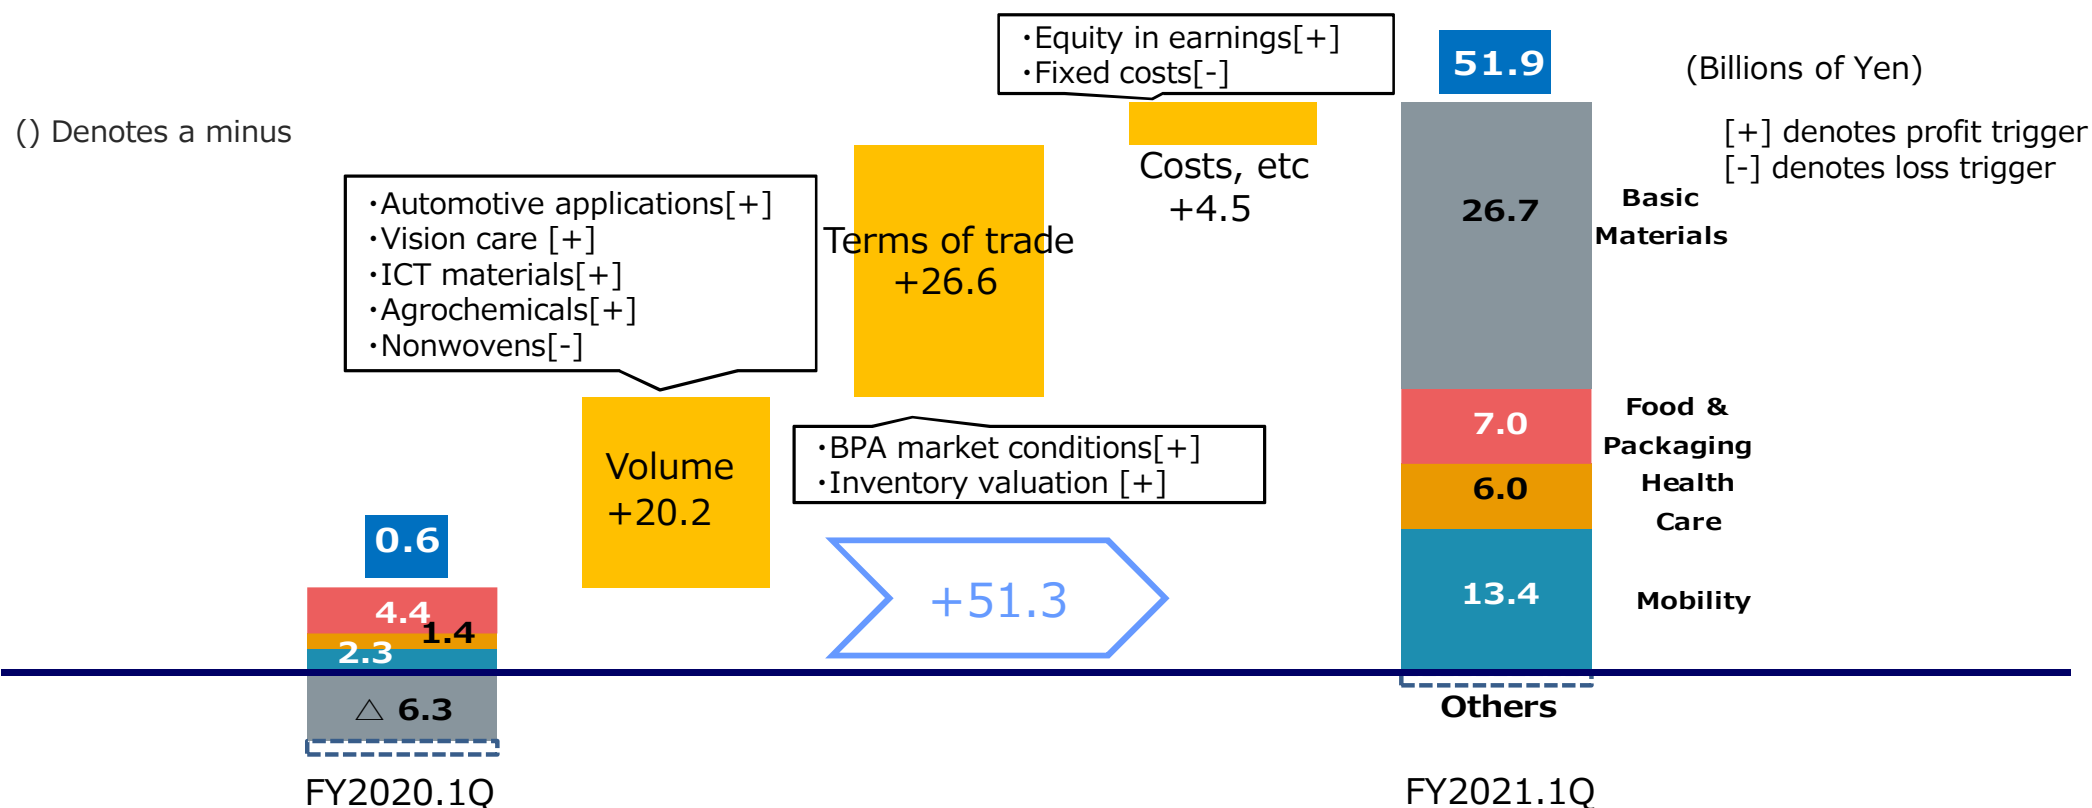 ・Equity in earnings[+]
・Fixed costs[-]
51.9
(Billions of Yen)
() Denotes a minus
[+] denotes profit trigger
[-] denotes loss trigger
・Automotive applications[+]
・Vision care [+]
・ICT materials[+]
・Agrochemicals[+]
・Nonwovens[-]
Terms of trade
+26.6
Costs, etc
+4.5
26.7
Basic
Materials
7.0
Food &
Packaging
・BPA market conditions[+]
・Inventory valuation [+]
Volume
+20.2
6.0
Health
Care
0.6
+51.3
13.4
Mobility
4.4
1.4
2.3
△ 6.3
Others
FY2020.1Q
FY2021.1Q